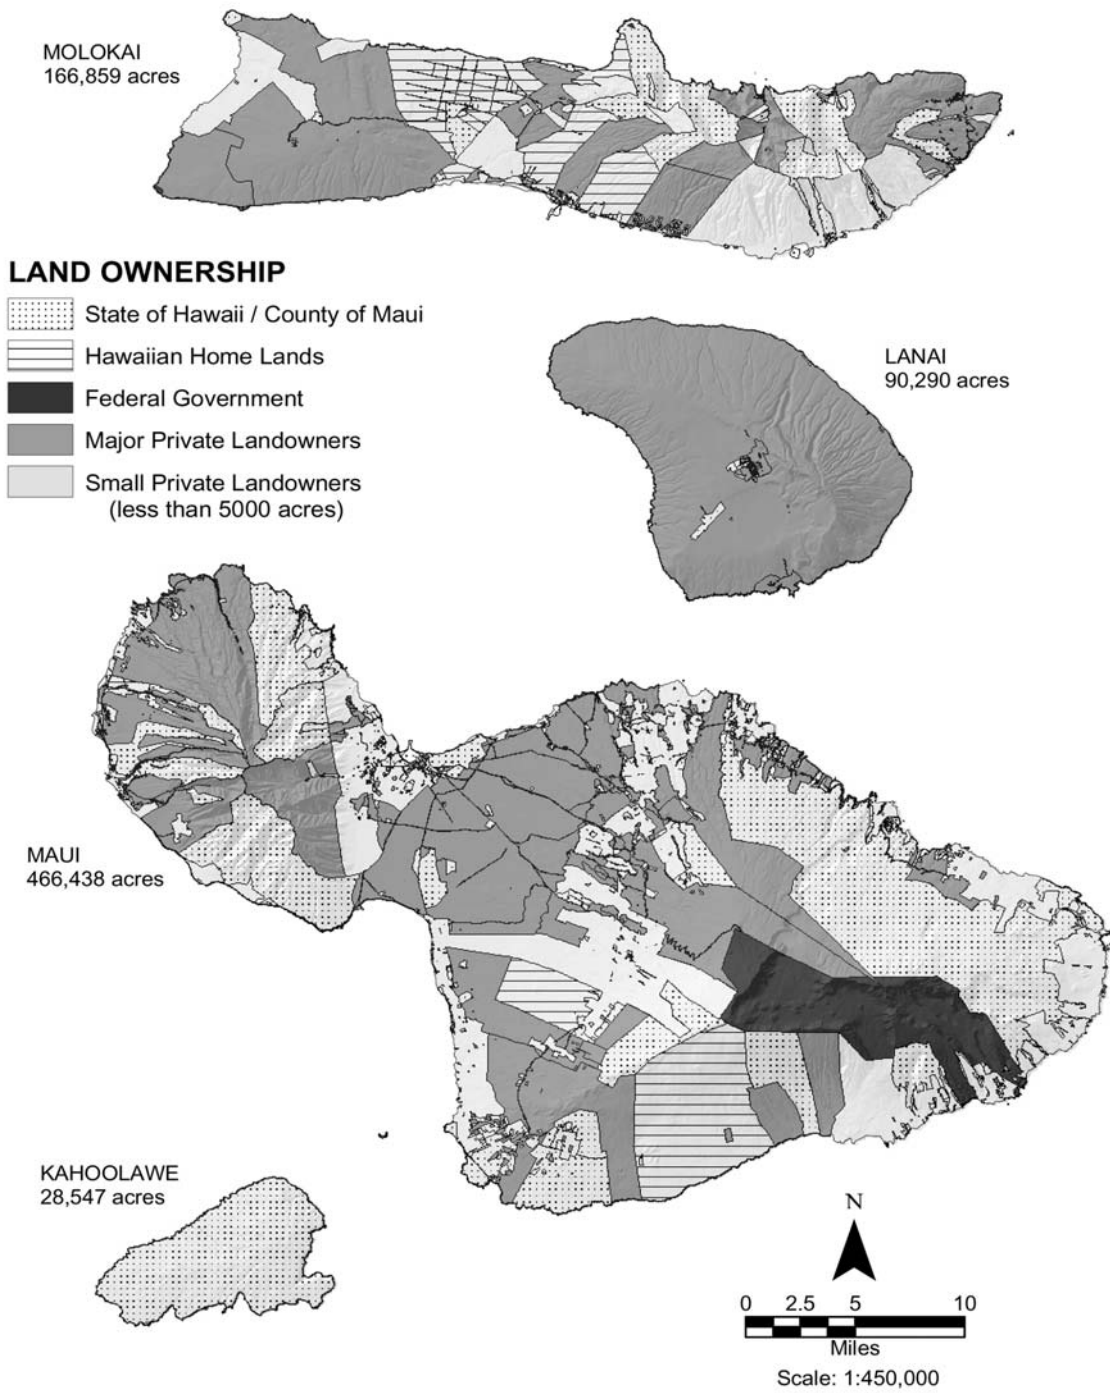 MOLOKAI
166,859 acres
LAND OWNERSHIP
State of Hawaii / County of Maui
Hawaiian Home Lands
Federal Government
Major Private Landowners
Small Private Landowners
(less than 5000 acres)
LANAI
90,290 acres
MAUI
466,438 acres
KAHOOLAWE
28,547 acres
N
0 2.5 5 10
Miles
Scale: 1:450,000